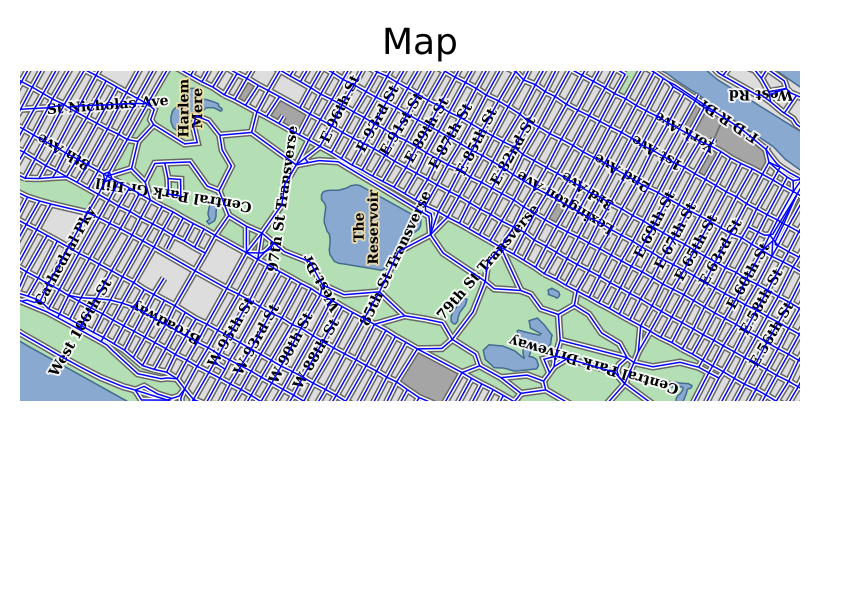 Map
St Nicholas Ave
Harlem
Mere
8th Ave
Central Park Gr Hill
Cathedral Pky
West 106th St
Broadway
97th St Transverse
West Dr
The
Reservoir
85th St Transverse
79th St Transverse
E 96th St
E 93rd St
E 91st St
E 89th St
E 87th St
E 85th St
E 82nd St
Lexington Ave
3rd Ave
2nd Ave
1st Ave
York Ave
F D R Dr
West Rd
E 69th St
E 67th St
E 65th St
E 63rd St
E 60th St
E 58th St
E 56th St
W 95th St
W 93rd St
W 90th St
W 88th St
Central Park Driveway
Central Park